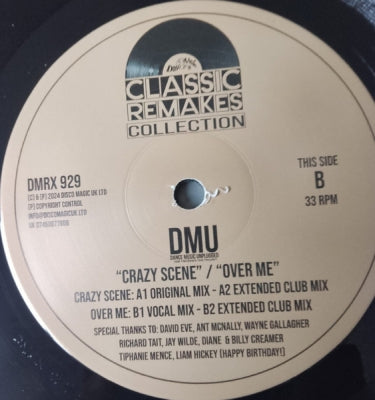 CLASSIC
REMAKES
COLLECTION
DMRX 929
(C) & (P) 2024 DISCO MAGIC UK LTD
(P) COPYRIGHT CONTROL
INFO@DISCOMAGICUK.LTD
THIS SIDE
B
33 RPM
DMU
DANCE MUSIC UNPLUGGED
"CRAZY SCENE" / "OVER ME"
CRAZY SCENE: A1 ORIGINAL MIX - A2 EXTENDED CLUB MIX
OVER ME: B1 VOCAL MIX - B2 EXTENDED CLUB MIX
SPECIAL THANKS TO: DAVID EVE, ANT MCNALLY, WAYNE GALLAGHER
RICHARD TAIT, JAY WILDE, DIANE & BILLY CREAMER
TIPHANIE MENCE, LIAM HICKEY (HAPPY BIRTHDAY!)